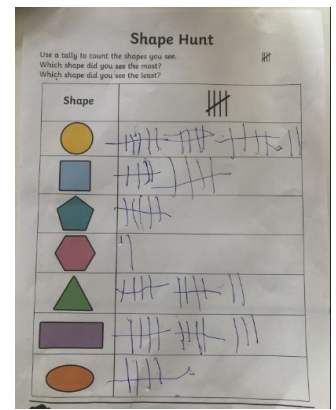 Shape Hunt
Use a tally to count the shapes you see.
Which shape did you see the most?
Which shape did you see the least?
Shape